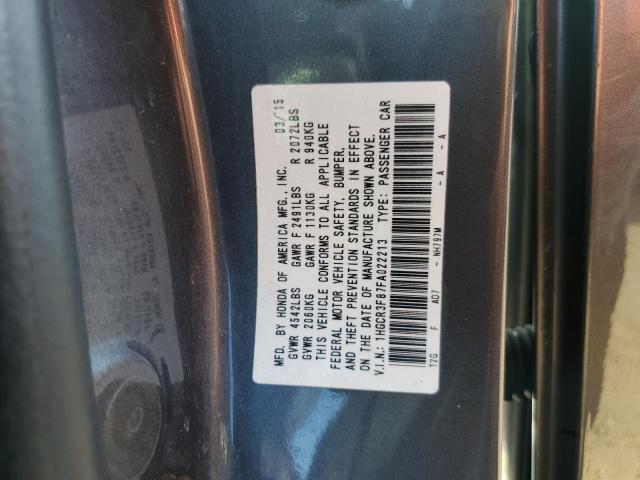 MFD. BY HONDA OF AMERICA MFG., INC. 03/15
GVWR 4542LBS GAWR F 2491LBS R 2072LBS
GVWR 2060KG GAWR F 1130KG R 940KG
THIS VEHICLE CONFORMS TO ALL APPLICABLE
FEDERAL MOTOR VEHICLE SAFETY, BUMPER,
AND THEFT PREVENTION STANDARDS IN EFFECT
ON THE DATE OF MANUFACTURE SHOWN ABOVE.
V.I.N.: 1HGCR3F87FA022213 TYPE: PASSENGER CAR
T2G F AD7 - NH797M - A - A